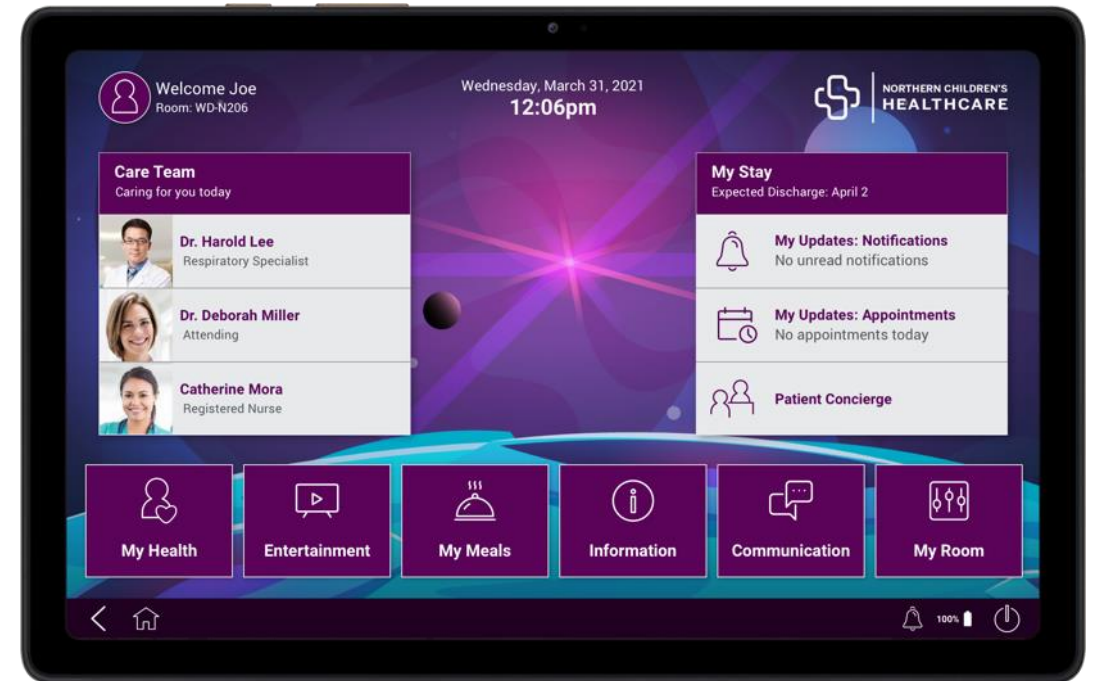 Welcome Joe
Room: WD-N206
Wednesday, March 31, 2021
12:06pm
NORTHERN CHILDREN'S
HEALTHCARE
Care Team
Caring for you today
Dr. Harold Lee
Respiratory Specialist
Dr. Deborah Miller
Attending
Catherine Mora
Registered Nurse
My Stay
Expected Discharge: April 2
My Updates: Notifications
No unread notifications
My Updates: Appointments
No appointments today
Patient Concierge
My Health
Entertainment
My Meals
Information
Communication
My Room
100%